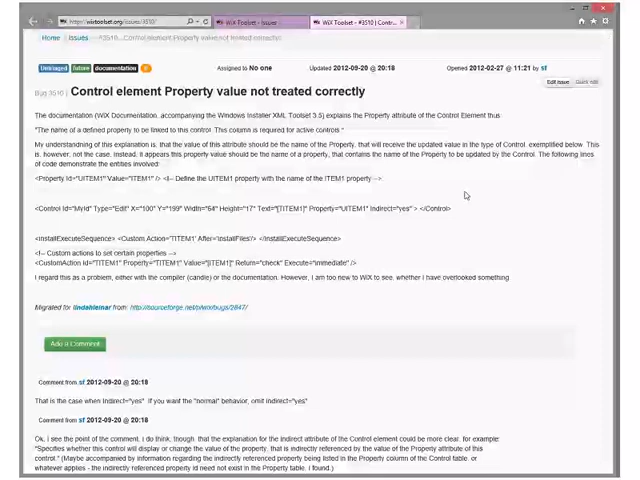 https://wixtoolset.org/issues/3510/
WiX Toolset - Issues
WiX Toolset - #3510 | Contr...
Home
Issues
#3510...Control element Property value not treated correctly
Untriaged future documentation
Assigned to No one
Updated 2012-09-20 @ 20:18
Opened 2012-02-27 @ 11:21 by sf
Edit issue
Bug 3510 | Control element Property value not treated correctly
The documentation (WiX Documentation, accompanying the Windows Installer XML Toolset 3.5) explains the Property attribute of the Control Element thus
"The name of a defined property to be linked to this control. This column is required for active controls."
My understanding of this explanation is, that the value of this attribute should be the name of the Property, that will receive the updated value in the type of Control, exemplified below. This
is, however, not the case. Instead, it appears this property value should be the name of a property, that contains the name of the Property to be updated by the Control. The following lines
of code demonstrate the entities involved:
<Property Id="UITEM1" Value="ITEM1" /> <!-- Define the UITEM1 property with the name of the ITEM1 property -->
<Control Id="MyId" Type="Edit" X="100" Y="199" Width="64" Height="17" Text="[ITEM1]" Property="UITEM1" Indirect="yes" > </Control>
<InstallExecuteSequence> <Custom Action='TITEM1' After='InstallFiles'/> </InstallExecuteSequence>
<!-- Custom actions to set certain properties -->
<CustomAction Id="TITEM1" Property="TITEM1" Value="[ITEM1]" Return="check" Execute="immediate" />
I regard this as a problem, either with the compiler (candle) or the documentation. However, I am too new to WiX to see, whether I have overlooked something.
Migrated for lindahleinar from: http://sourceforge.net/p/wix/bugs/2847/
Add a Comment
Comment from sf 2012-09-20 @ 20:18
That is the case when Indirect="yes". If you want the "normal" behavior, omit Indirect="yes"
Comment from sf 2012-09-20 @ 20:18
Ok, I see the point of the comment. I do think, though, that the explanation for the Indirect attribute of the Control element could be more clear, for example:
"Specifies whether this control will display or change the value of the property, that is indirectly referenced by the value of the Property attribute of this
control." (Maybe accompanied by information regarding the indirectly referenced property being listed in the Property column of the Control table, or
whatever applies - the indirectly referenced property id need not exist in the Property table, I found.)